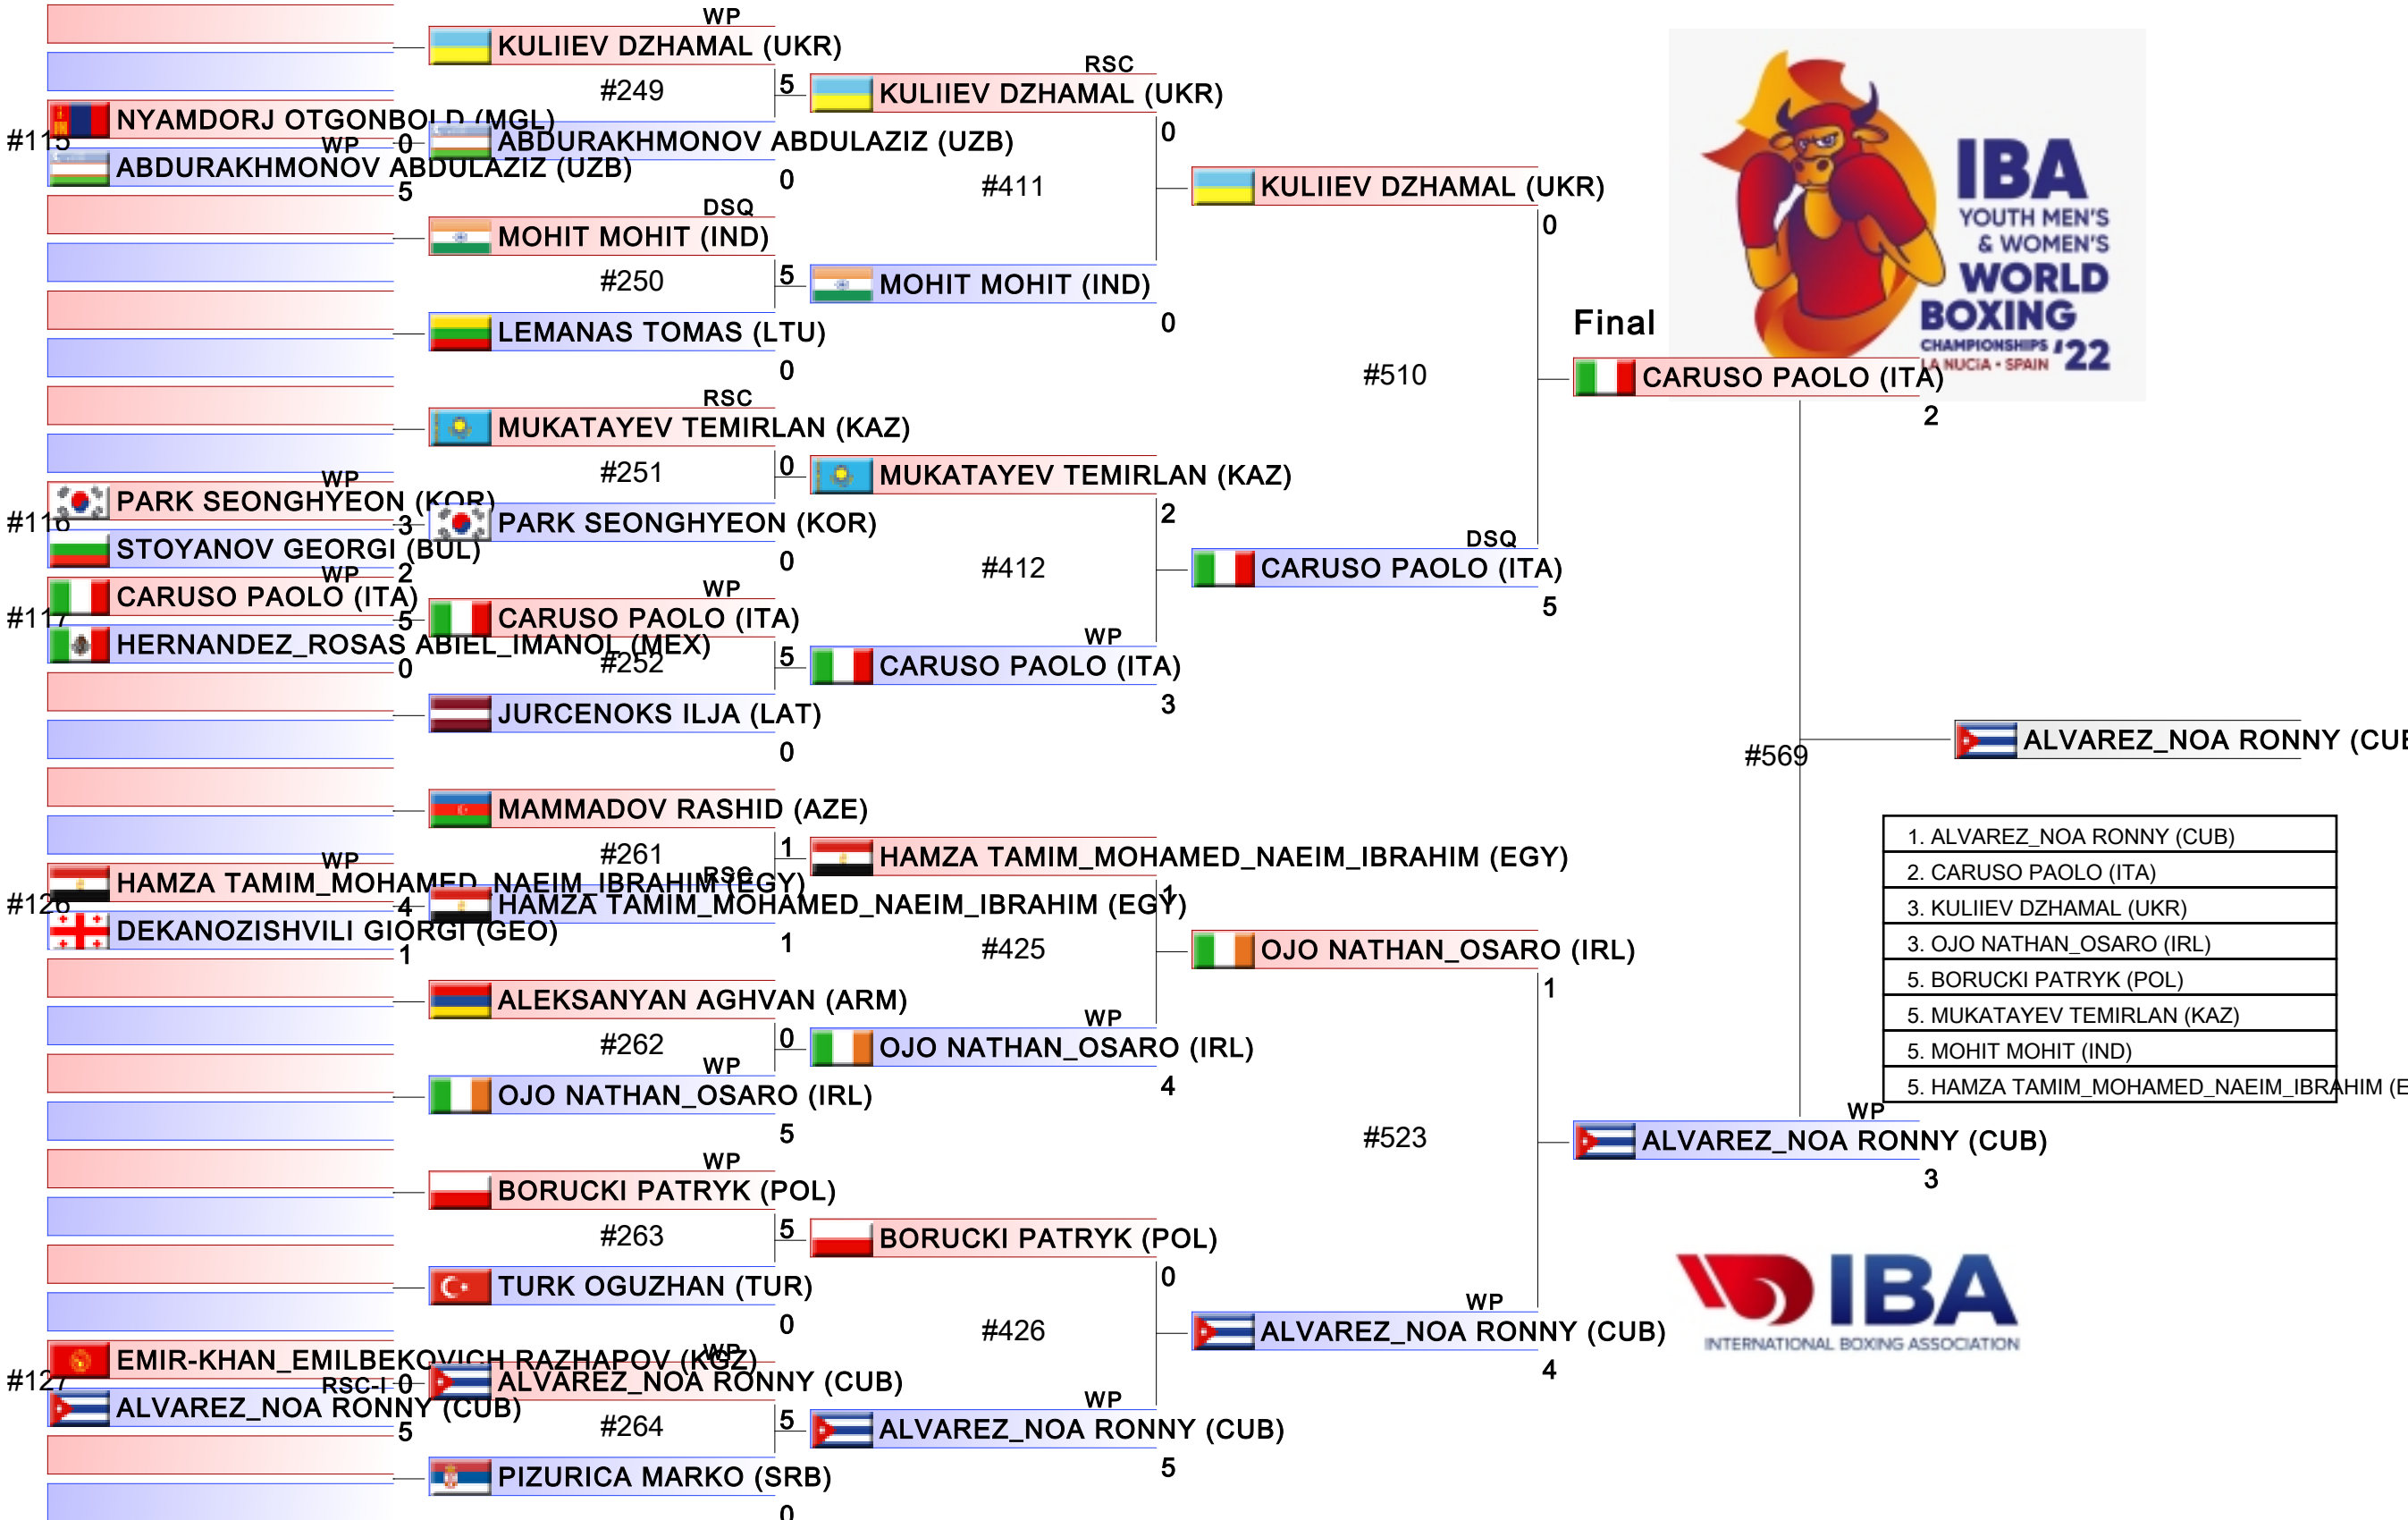 WP
KULIIEV DZHAMAL (UKR)
#249
5
ABDURAKHMONOV ABDULAZIZ (UZB)
0
NYAMDORJ OTGONBOLD (MGL)
#115
0
WP
ABDURAKHMONOV ABDULAZIZ (UZB)
5
DSQ
MOHIT MOHIT (IND)
#250
5
LEMANAS TOMAS (LTU)
0
RSC
MUKATAYEV TEMIRLAN (KAZ)
#251
0
PARK SEONGHYEON (KOR)
0
WP
PARK SEONGHYEON (KOR)
#116
3
STOYANOV GEORGI (BUL)
2
WP
CARUSO PAOLO (ITA)
#117
5
HERNANDEZ_ROSAS ABIEL_IMANOL (MEX)
0
WP
CARUSO PAOLO (ITA)
#252
5
JURCENOKS ILJA (LAT)
0
MAMMADOV RASHID (AZE)
#261
1
RSC
HAMZA TAMIM_MOHAMED_NAEIM_IBRAHIM (EGY)
1
WP
HAMZA TAMIM_MOHAMED_NAEIM_IBRAHIM (EGY)
#126
4
DEKANOZISHVILI GIORGI (GEO)
1
ALEKSANYAN AGHVAN (ARM)
#262
0
WP
OJO NATHAN_OSARO (IRL)
5
WP
BORUCKI PATRYK (POL)
#263
5
TURK OGUZHAN (TUR)
0
EMIR-KHAN_EMILBEKOVICH RAZHAPOV (KGZ)
#127
RSC-I
0
ALVAREZ_NOA RONNY (CUB)
5
WP
ALVAREZ_NOA RONNY (CUB)
#264
5
PIZURICA MARKO (SRB)
0
RSC
KULIIEV DZHAMAL (UKR)
0
#411
MOHIT MOHIT (IND)
0
MUKATAYEV TEMIRLAN (KAZ)
2
#412
WP
CARUSO PAOLO (ITA)
3
HAMZA TAMIM_MOHAMED_NAEIM_IBRAHIM (EGY)
1
#425
WP
OJO NATHAN_OSARO (IRL)
4
BORUCKI PATRYK (POL)
0
#426
WP
ALVAREZ_NOA RONNY (CUB)
5
KULIIEV DZHAMAL (UKR)
0
#510
DSQ
CARUSO PAOLO (ITA)
5
OJO NATHAN_OSARO (IRL)
1
#523
WP
ALVAREZ_NOA RONNY (CUB)
4
IBA
YOUTH MEN'S
& WOMEN'S
WORLD
BOXING
CHAMPIONSHIPS '22
LA NUCIA • SPAIN
Final
CARUSO PAOLO (ITA)
2
#569
WP
ALVAREZ_NOA RONNY (CUB)
3
ALVAREZ_NOA RONNY (CUB
1. ALVAREZ_NOA RONNY (CUB)
2. CARUSO PAOLO (ITA)
3. KULIIEV DZHAMAL (UKR)
3. OJO NATHAN_OSARO (IRL)
5. BORUCKI PATRYK (POL)
5. MUKATAYEV TEMIRLAN (KAZ)
5. MOHIT MOHIT (IND)
5. HAMZA TAMIM_MOHAMED_NAEIM_IBRAHIM (E
IBA
INTERNATIONAL BOXING ASSOCIATION